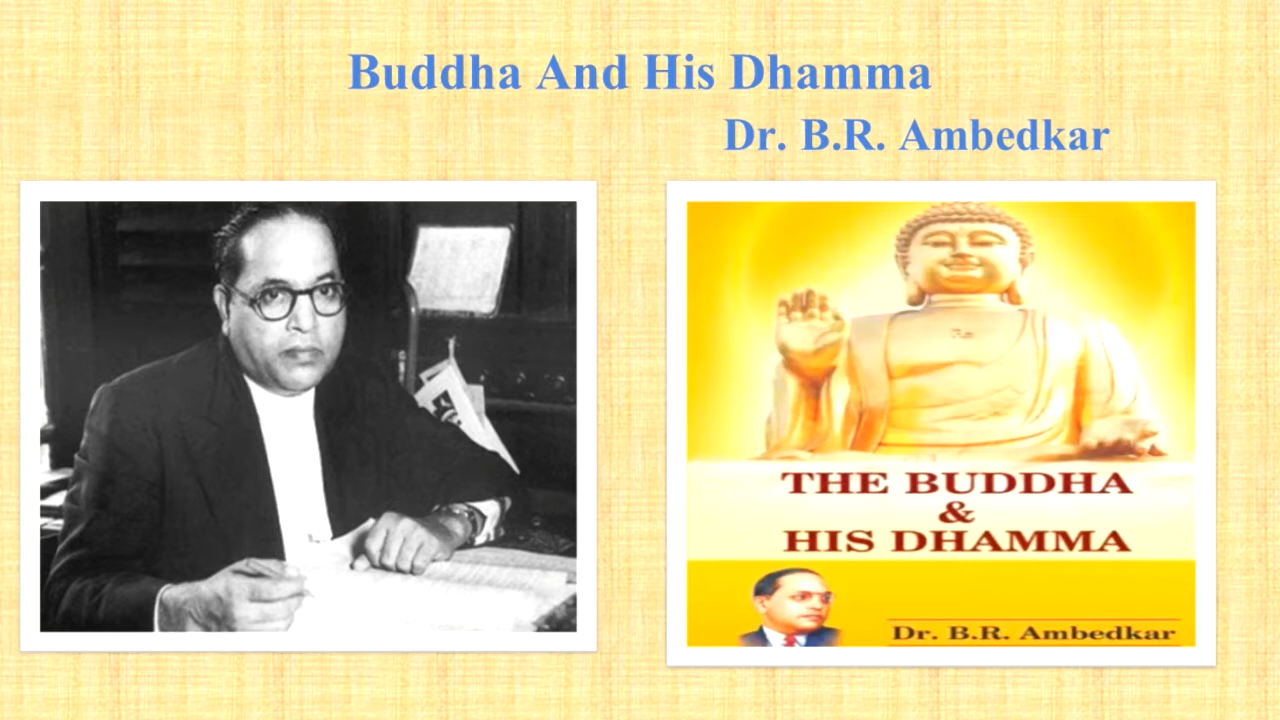 Buddha And His Dhamma
Dr. B.R. Ambedkar
THE BUDDHA
&
HIS DHAMMA
Dr. B.R. Ambedkar